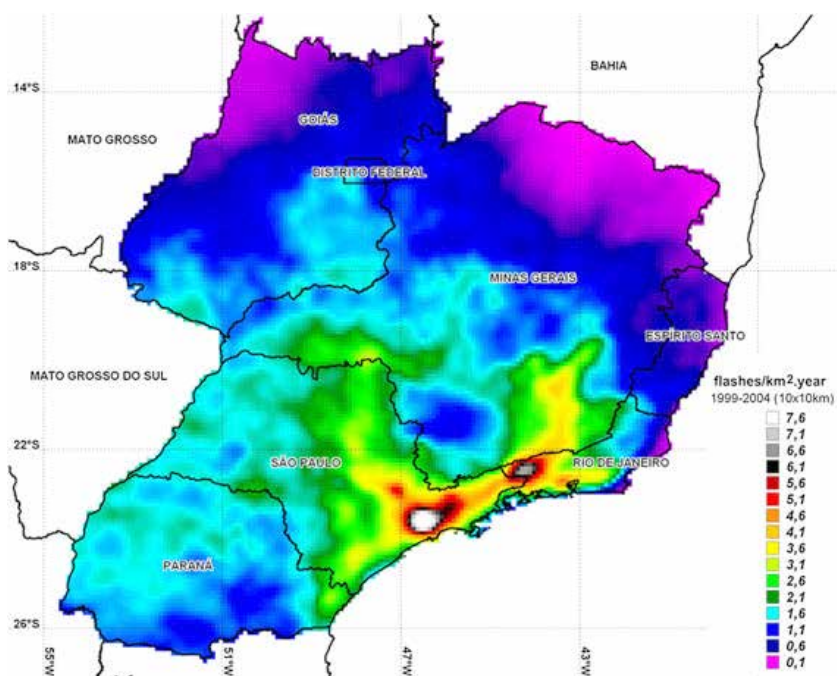 BAHIA
14°S
GOIÁS
MATO GROSSO
DISTRITO FEDERAL
18°S
MINAS GERAIS
ESPÍRITO SANTO
MATO GROSSO DO SUL
flashes/km².year
1999-2004 (10x10km)
7,6
7,1
6,6
6,1
5,6
5,1
4,6
4,1
3,6
3,1
2,6
2,1
1,6
1,1
0,6
0,1
22°S
SÃO PAULO
RIO DE JANEIRO
PARANÁ
26°S
55°W
51°W
47°W
43°W